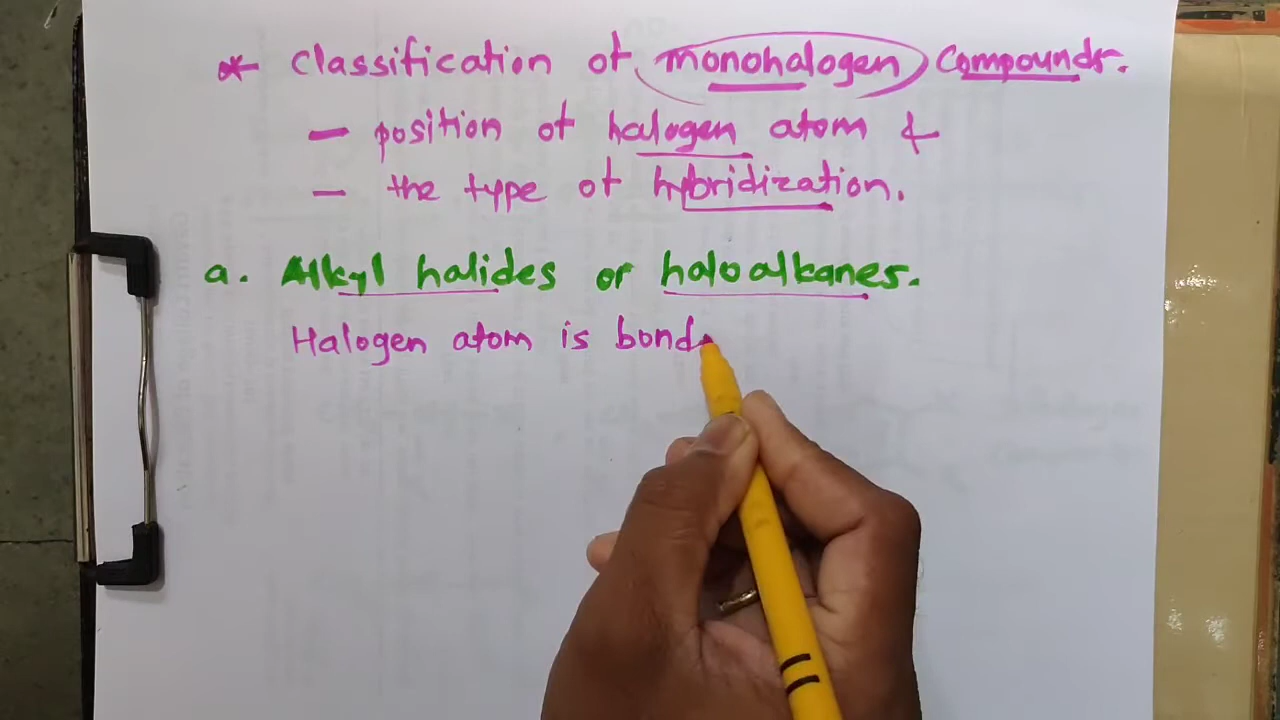 * Classification of monohalogen compounds.
- position of halogen atom &
- the type of hybridization.
a. Alkyl halides or haloalkanes.
Halogen atom is bond